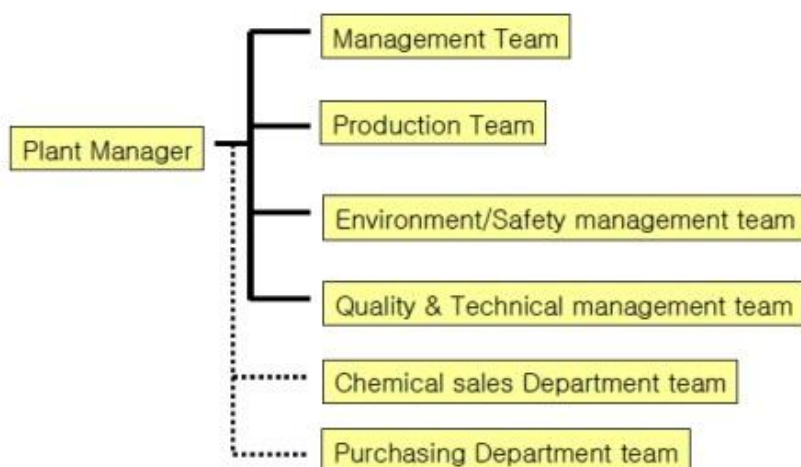 Management Team
Production Team
Plant Manager
Environment/Safety management team
Quality & Technical management team
Chemical sales Department team
Purchasing Department team